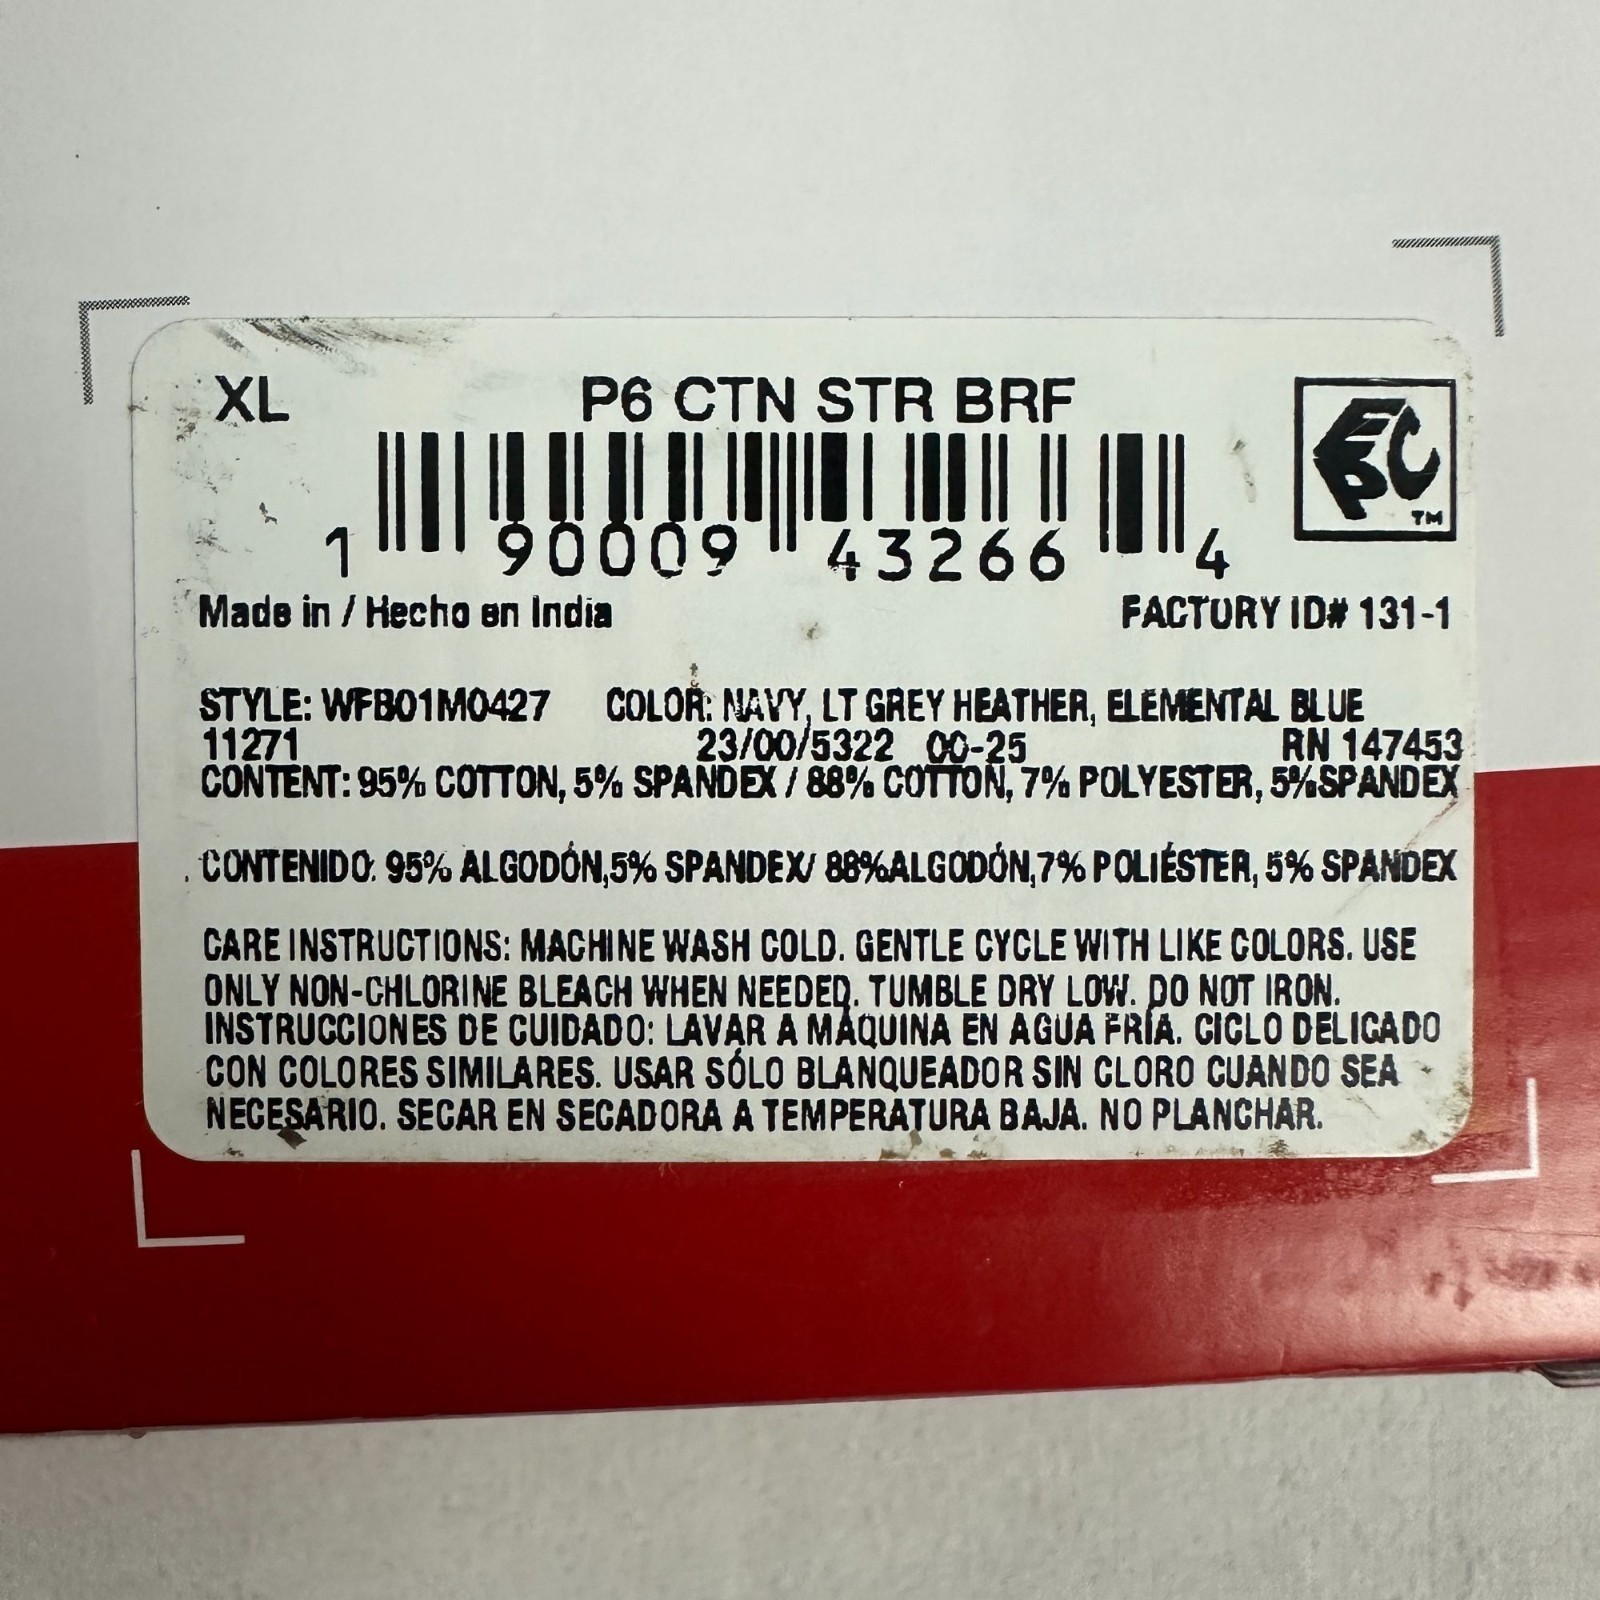 XL P6 CTN STR BRF
EPC TM
1 90009 43266 4
Made in / Hecho en India FACTORY ID# 131-1
STYLE: WFB01M0427 COLOR: NAVY, LT GREY HEATHER, ELEMENTAL BLUE
11271 23/00/5322 00-25 RN 147453
CONTENT: 95% COTTON, 5% SPANDEX / 88% COTTON, 7% POLYESTER, 5%SPANDEX
CONTENIDO: 95% ALGODÓN,5% SPANDEX/ 88%ALGODÓN,7% POLIÉSTER, 5% SPANDEX
CARE INSTRUCTIONS: MACHINE WASH COLD. GENTLE CYCLE WITH LIKE COLORS. USE
ONLY NON-CHLORINE BLEACH WHEN NEEDED. TUMBLE DRY LOW. DO NOT IRON.
INSTRUCCIONES DE CUIDADO: LAVAR A MÁQUINA EN AGUA FRÍA. CICLO DELICADO
CON COLORES SIMILARES. USAR SÓLO BLANQUEADOR SIN CLORO CUANDO SEA
NECESARIO. SECAR EN SECADORA A TEMPERATURA BAJA. NO PLANCHAR.